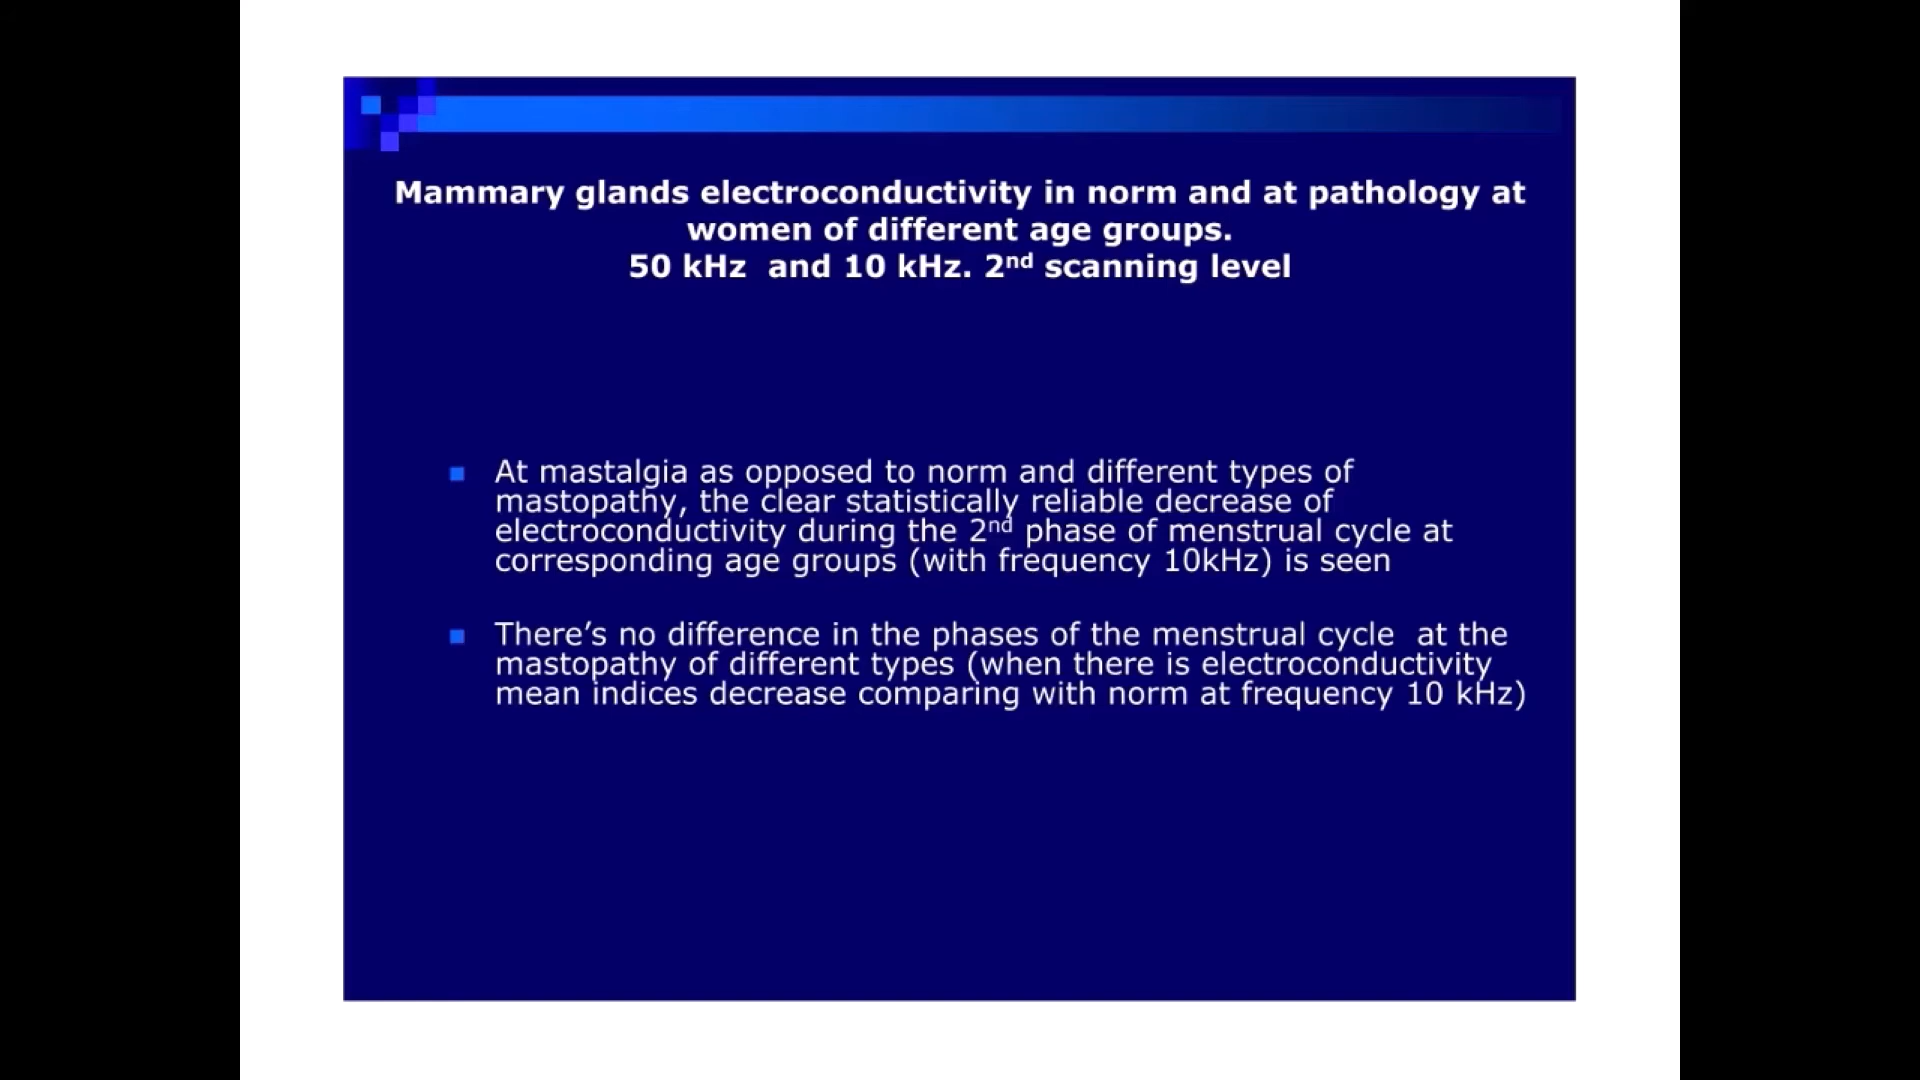 Mammary glands electroconductivity in norm and at pathology at
women of different age groups.
50 kHz  and 10 kHz. 2nd scanning level
At mastalgia as opposed to norm and different types of
mastopathy, the clear statistically reliable decrease of
electroconductivity during the 2nd phase of menstrual cycle at
corresponding age groups (with frequency 10kHz) is seen
There’s no difference in the phases of the menstrual cycle  at the
mastopathy of different types (when there is electroconductivity
mean indices decrease comparing with norm at frequency 10 kHz)